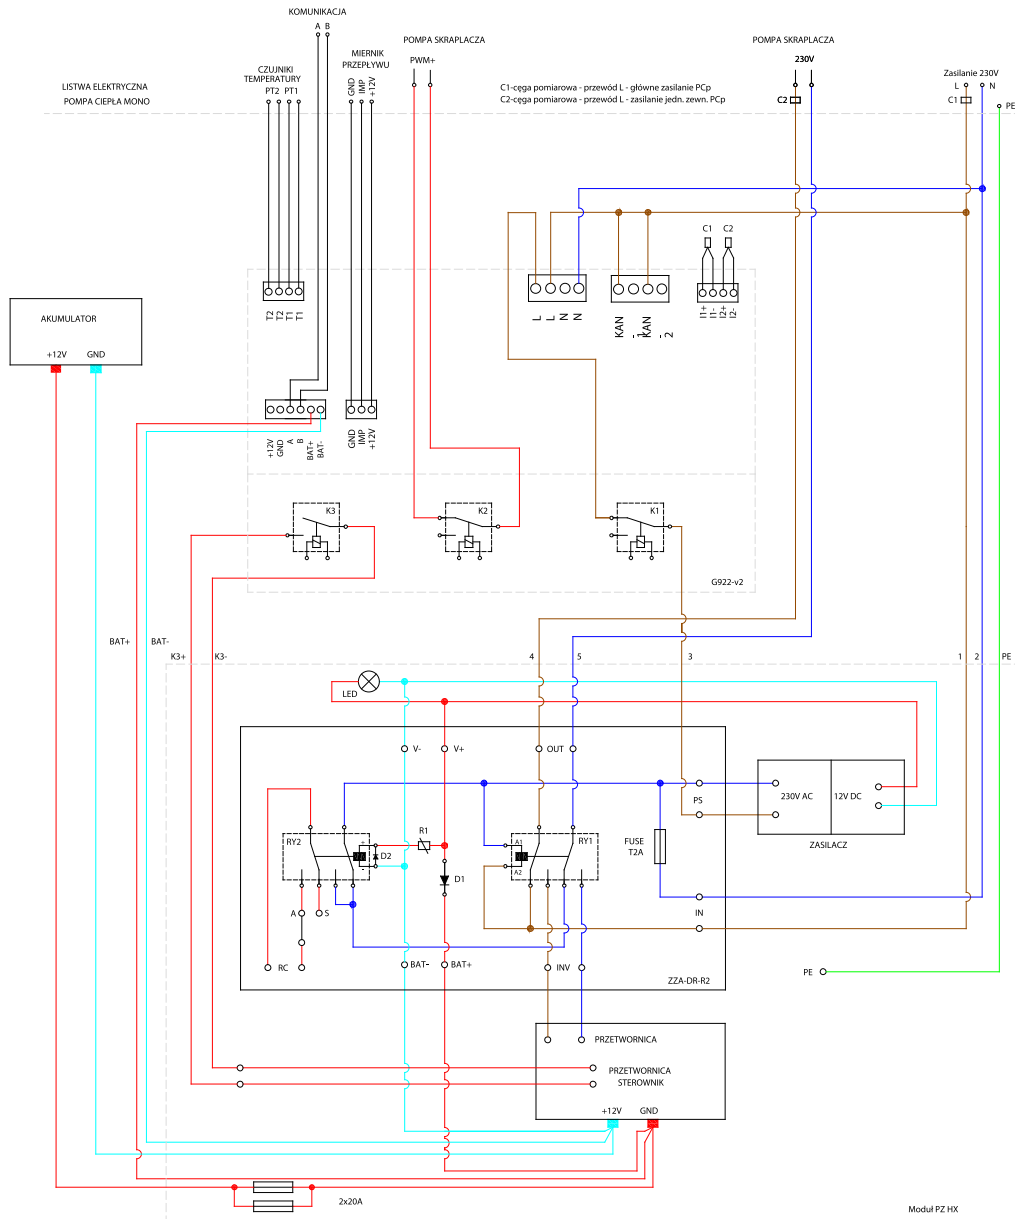 KOMUNIKACJA
A B
POMPA SKRAPLACZA
PWM+
POMPA SKRAPLACZA
230V
MIERNIK
PRZEPŁYWU
GND
IMP
+12V
CZUJNIKI
TEMPERATURY
PT2 PT1
LISTWA ELEKTRYCZNA
POMPA CIEPŁA MONO
C1-cęga pomiarowa - przewód L - główne zasilanie PCp
C2-cęga pomiarowa - przewód L - zasilanie jedn. zewn. PCp
C2
Zasilanie 230V
L N
C1
PE
C1 C2
T2
T2
T1
T1
L
L
N
N
KAN
- 1
KAN
- 2
I1+
I1-
I2+
I2-
AKUMULATOR
+12V GND
+12V
GND
A
B
BAT+
BAT-
GND
IMP
+12V
K3
K2
K1
G922-v2
BAT+ BAT-
K3+ K3-
4 5 3 1 2 PE
LED
V- V+ OUT
PS
230V AC 12V DC
ZASILACZ
RY2
+
-
D2
R1
D1
A1
A2
RY1
FUSE
T2A
A S
IN
RC
BAT-
BAT+
INV
ZZA-DR-R2
PE
PRZETWORNICA
PRZETWORNICA
STEROWNIK
+12V GND
2x20A
Moduł PZ HX